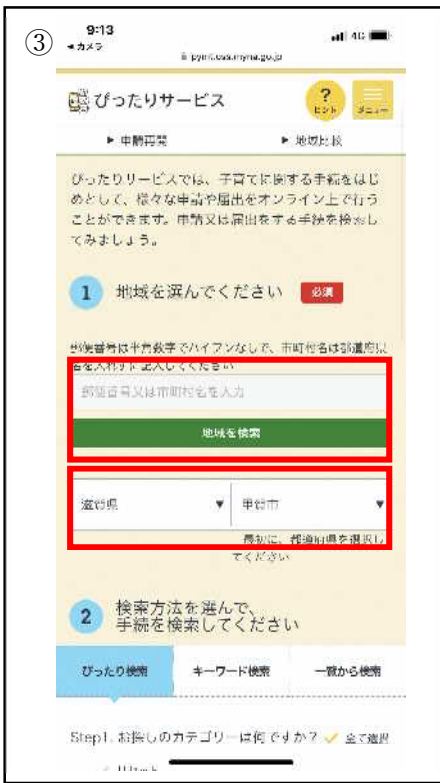 ③
9:13
◂カメラ
4G
ぴったりサービス
?
ヒント
メニュー
▶ 申請再開
▶ 地域比較
ぴったりサービスでは、子育てに関する手続をはじ
めとして、様々な申請や届出をオンライン上で行う
ことができます。申請又は届出をする手続を検索し
てみましょう。
1 地域を選んでください 必須
郵便番号は半角数字でハイフンなしで、市町村名は都道府県
名を入れずに記入してください
郵便番号又は市町村名を入力
地域を検索
滋賀県 ▼
甲賀市 ▼
最初に、都道府県を選択し
てください
2 検索方法を選んで、
手続を検索してください
ぴったり検索
キーワード検索
一覧から検索
Step1. お探しのカテゴリーは何ですか? ✓ 全て選択